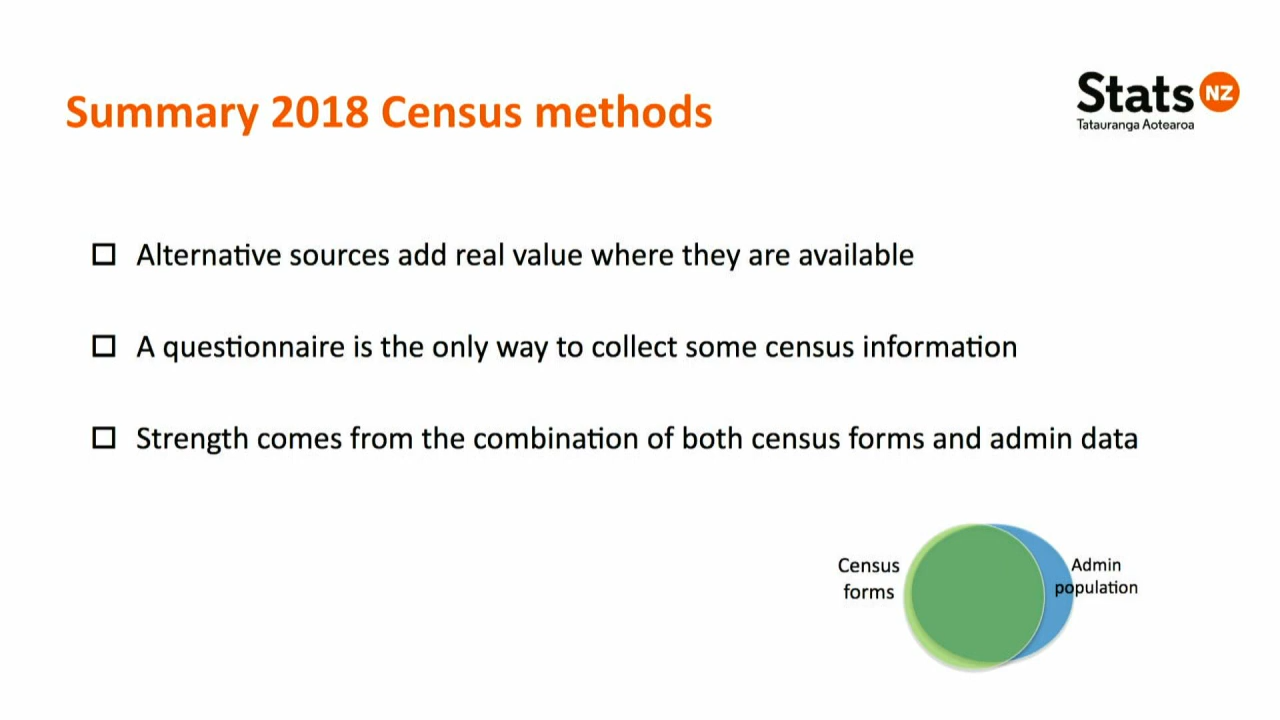 Summary 2018 Census methods
Stats NZ
Tatauranga Aotearoa
Alternative sources add real value where they are available
A questionnaire is the only way to collect some census information
Strength comes from the combination of both census forms and admin data
Census
forms
Admin
population